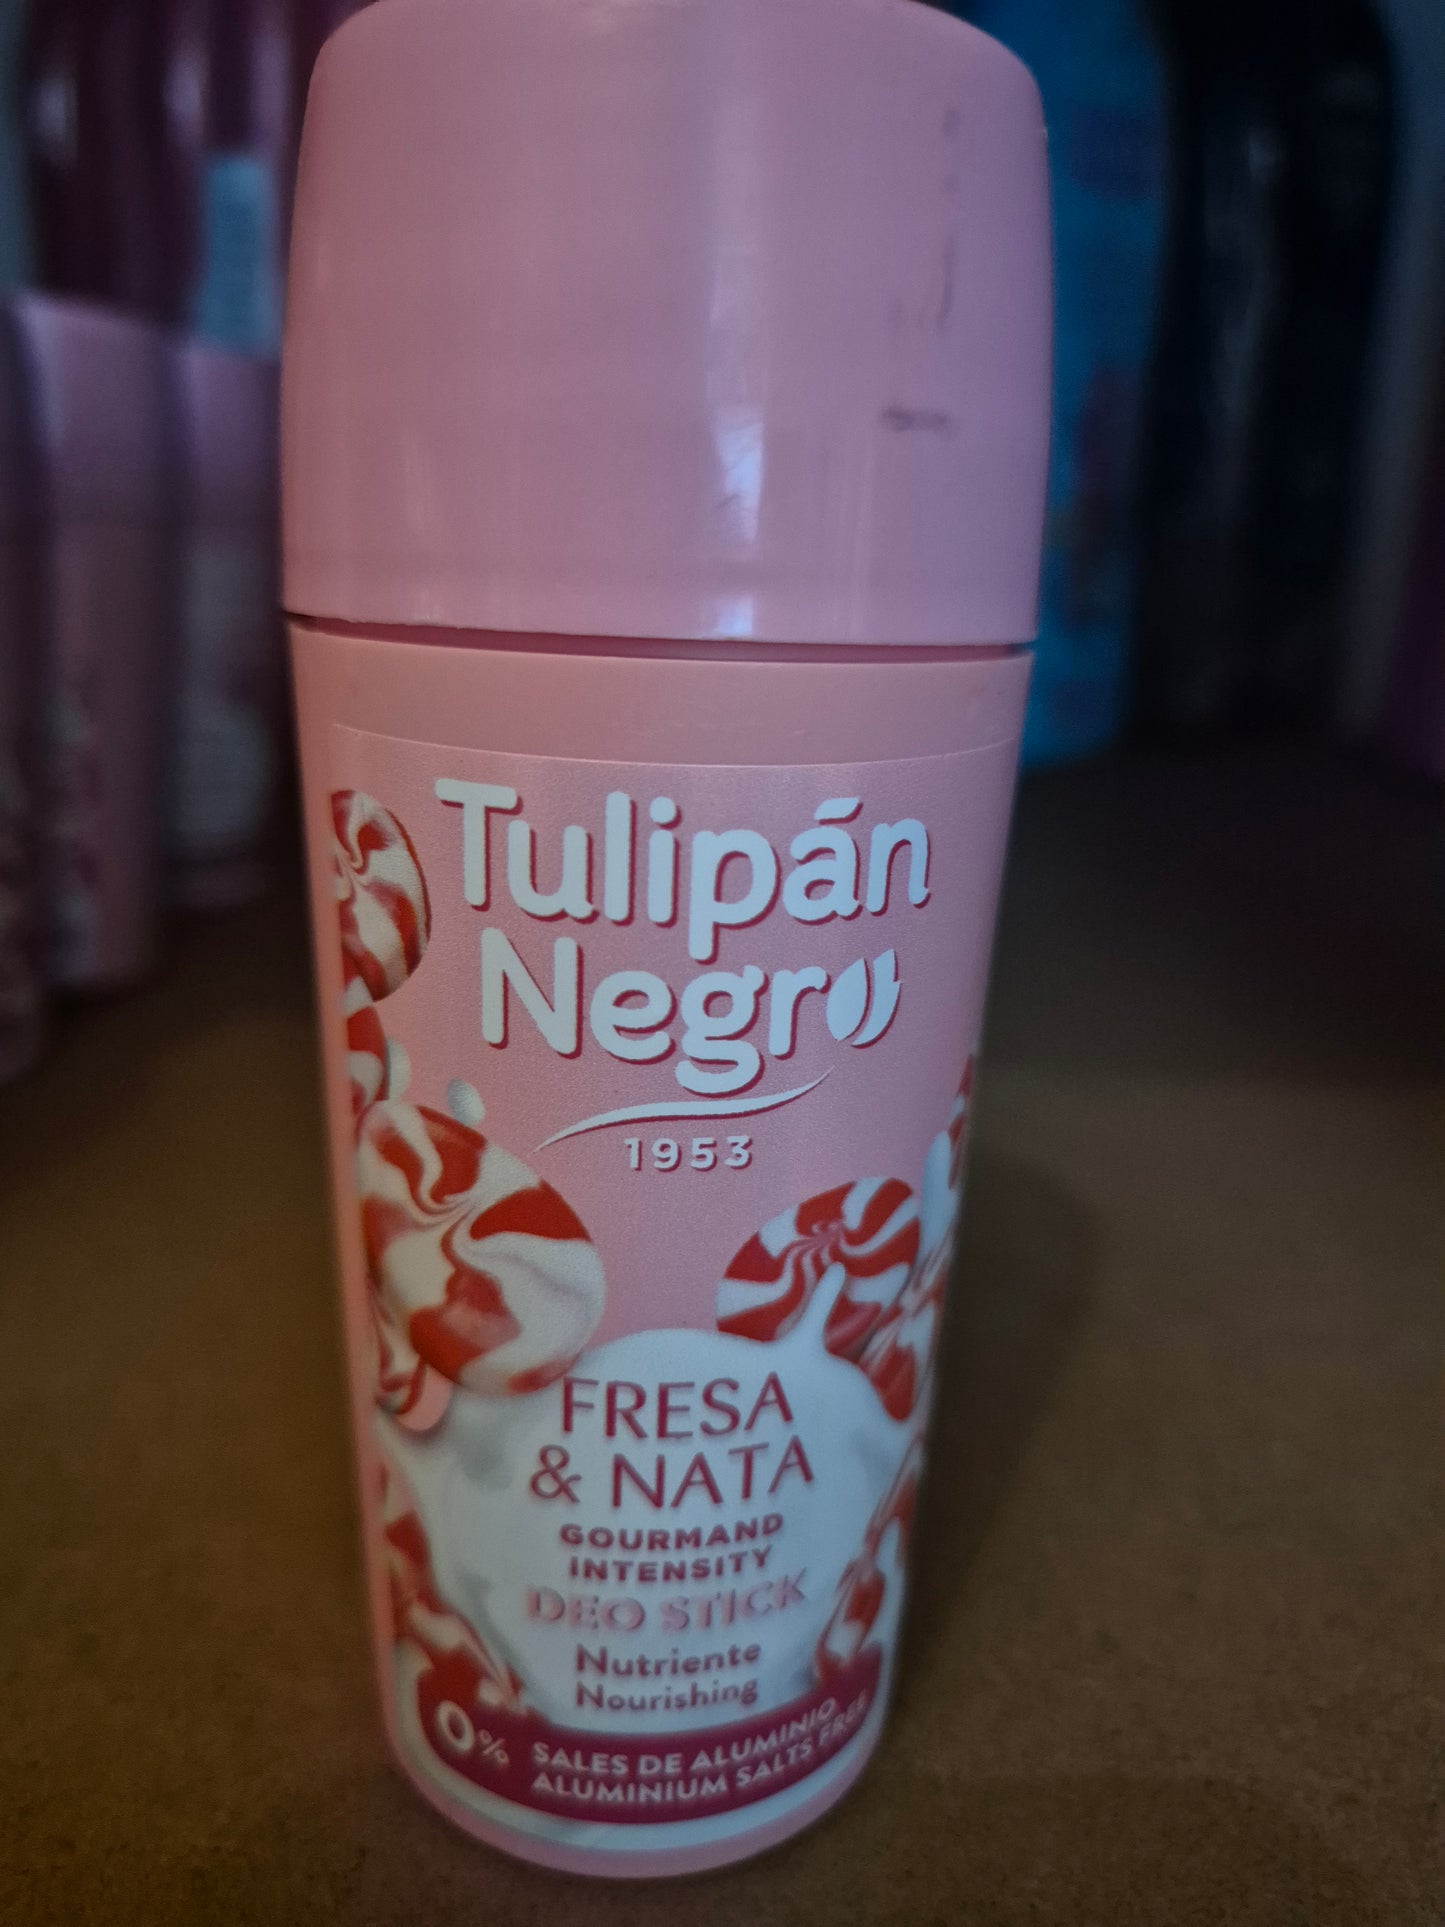 Tulipán
Negro
1953
FRESA
& NATA
GOURMAND
INTENSITY
DEO STICK
Nutriente
Nourishing
0% SALES DE ALUMINIO
ALUMINIUM SALTS FREE